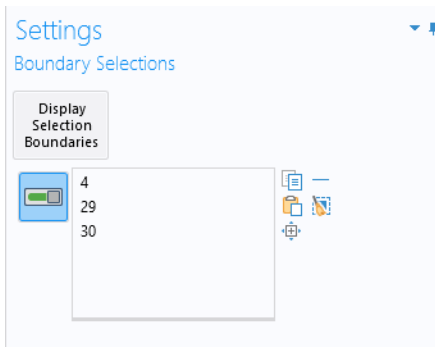 Settings
Boundary Selections
Display
Selection
Boundaries
4
29
30